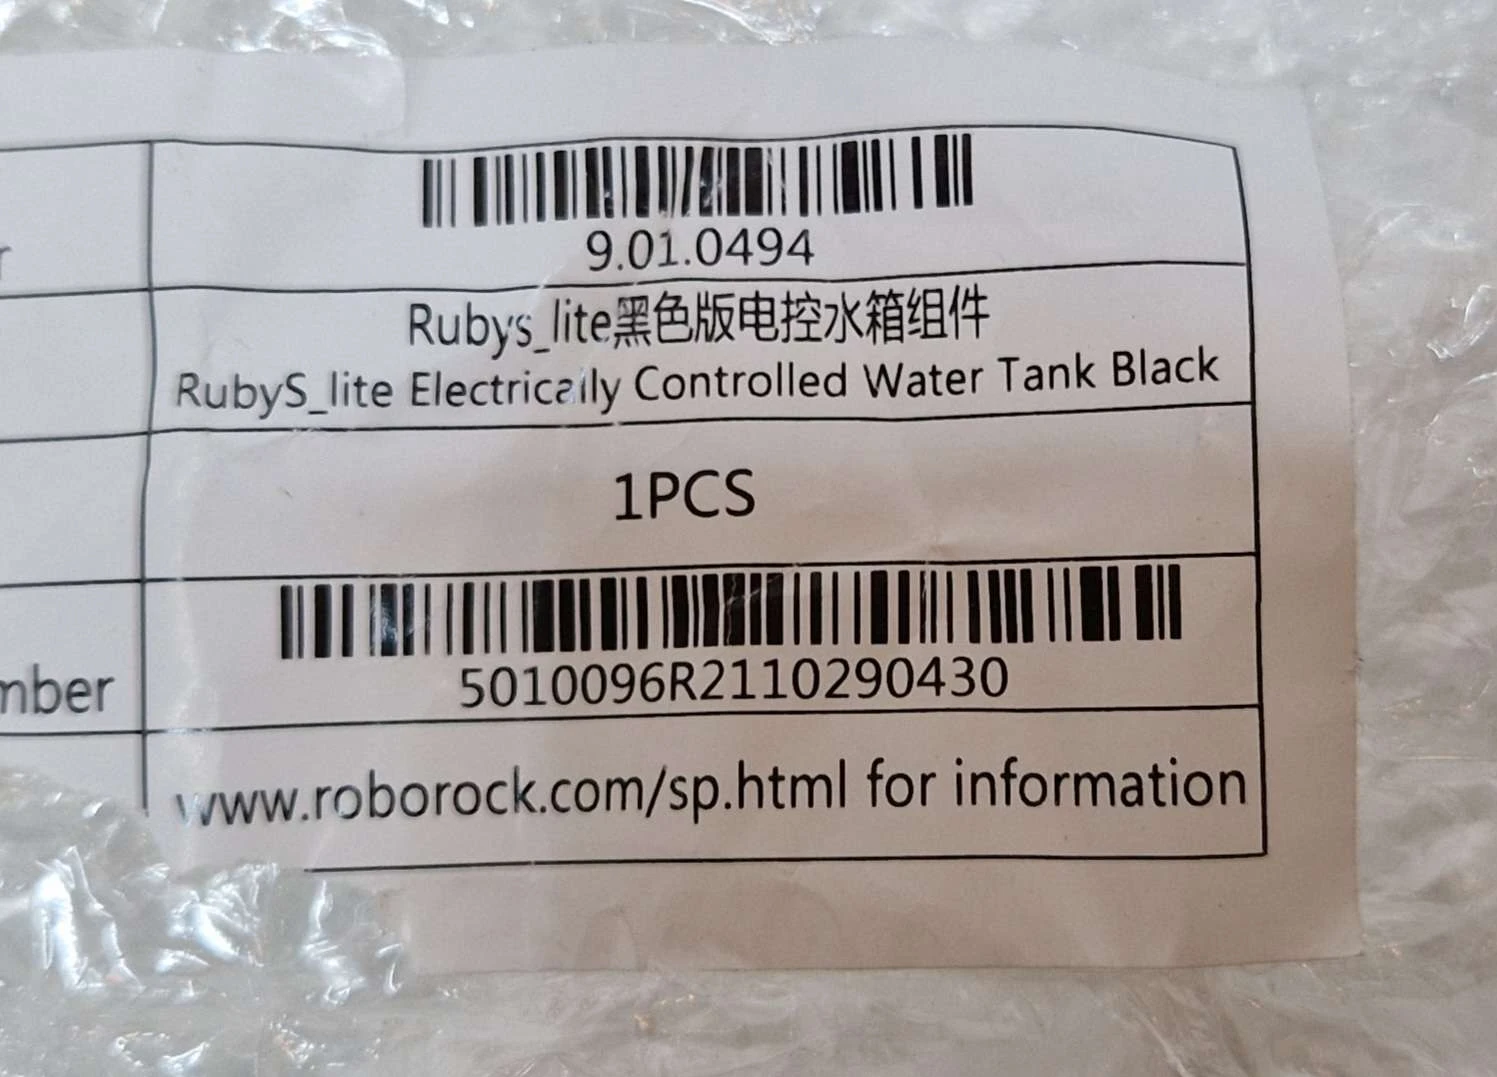 r
9.01.0494
Rubys_lite黑色版电控水箱组件
RubyS_lite Electrically Controlled Water Tank Black
1PCS
mber
5010096R2110290430
www.roborock.com/sp.html for information